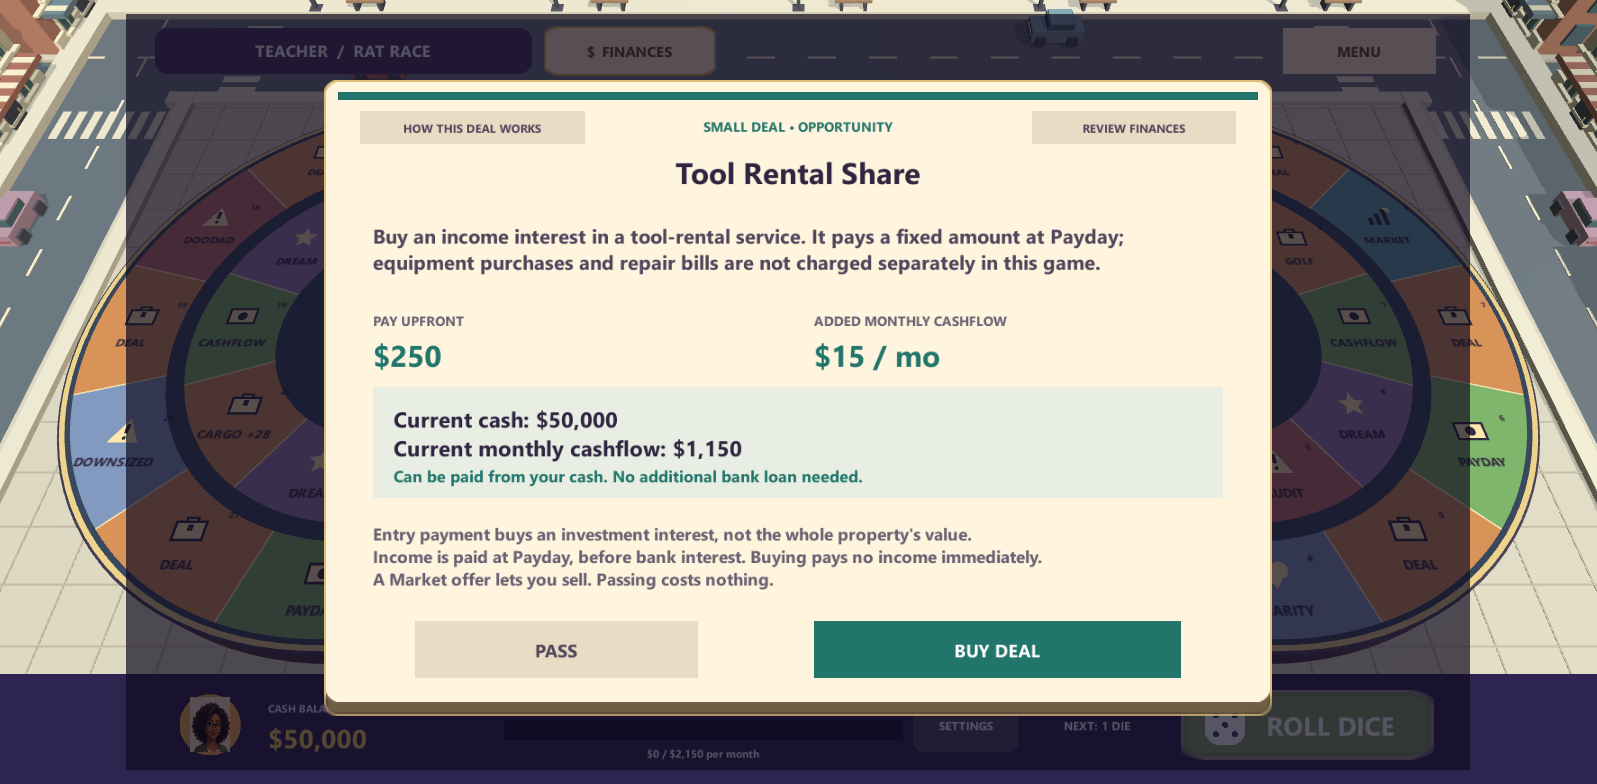 TEACHER / RAT RACE
$ FINANCES
MENU
HOW THIS DEAL WORKS
SMALL DEAL • OPPORTUNITY
REVIEW FINANCES
Tool Rental Share
Buy an income interest in a tool-rental service. It pays a fixed amount at Payday;
equipment purchases and repair bills are not charged separately in this game.
PAY UPFRONT
ADDED MONTHLY CASHFLOW
$250
$15 / mo
Current cash: $50,000
Current monthly cashflow: $1,150
Can be paid from your cash. No additional bank loan needed.
Entry payment buys an investment interest, not the whole property's value.
Income is paid at Payday, before bank interest. Buying pays no income immediately.
A Market offer lets you sell. Passing costs nothing.
PASS
BUY DEAL
DOODAD
DREAM
DEAL
CASHFLOW
DOWNSIZED
CARGO +28
DEAL
MARKET
GOLF
CASHFLOW
DEAL
DREAM
PAYDAY
DEAL
$50,000
$0 / $2,150 per month
SETTINGS
NEXT: 1 DIE
ROLL DICE